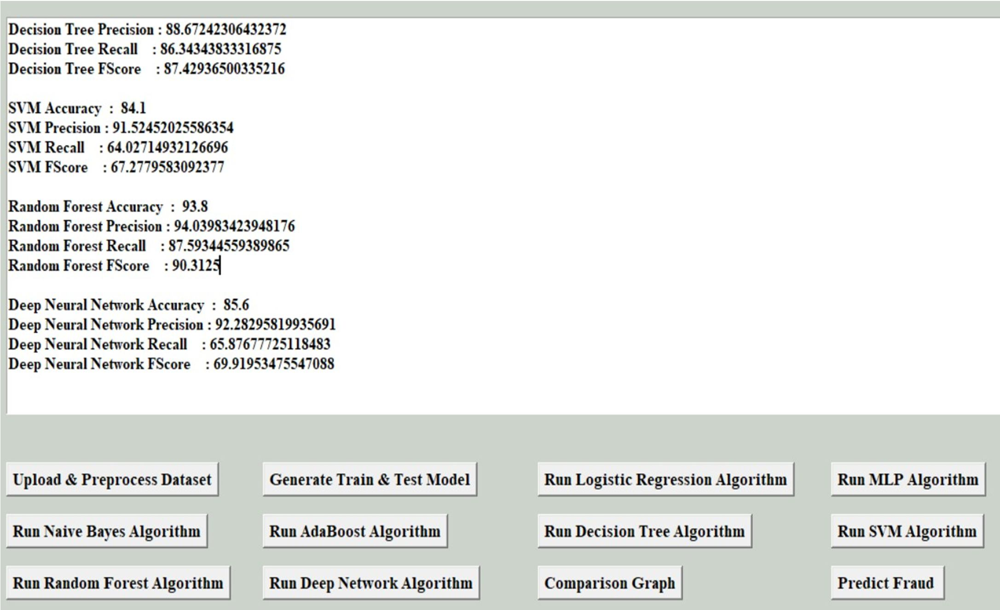 Decision Tree Precision : 88.67242306432372
Decision Tree Recall : 86.34343833316875
Decision Tree FScore : 87.42936500335216
SVM Accuracy : 84.1
SVM Precision : 91.52452025586354
SVM Recall : 64.02714932126696
SVM FScore : 67.2779583092377
Random Forest Accuracy : 93.8
Random Forest Precision : 94.03983423948176
Random Forest Recall : 87.59344559389865
Random Forest FScore : 90.3125
Deep Neural Network Accuracy : 85.6
Deep Neural Network Precision : 92.28295819935691
Deep Neural Network Recall : 65.87677725118483
Deep Neural Network FScore : 69.91953475547088
Upload & Preprocess Dataset
Generate Train & Test Model
Run Logistic Regression Algorithm
Run MLP Algorithm
Run Naive Bayes Algorithm
Run AdaBoost Algorithm
Run Decision Tree Algorithm
Run SVM Algorithm
Run Random Forest Algorithm
Run Deep Network Algorithm
Comparison Graph
Predict Fraud